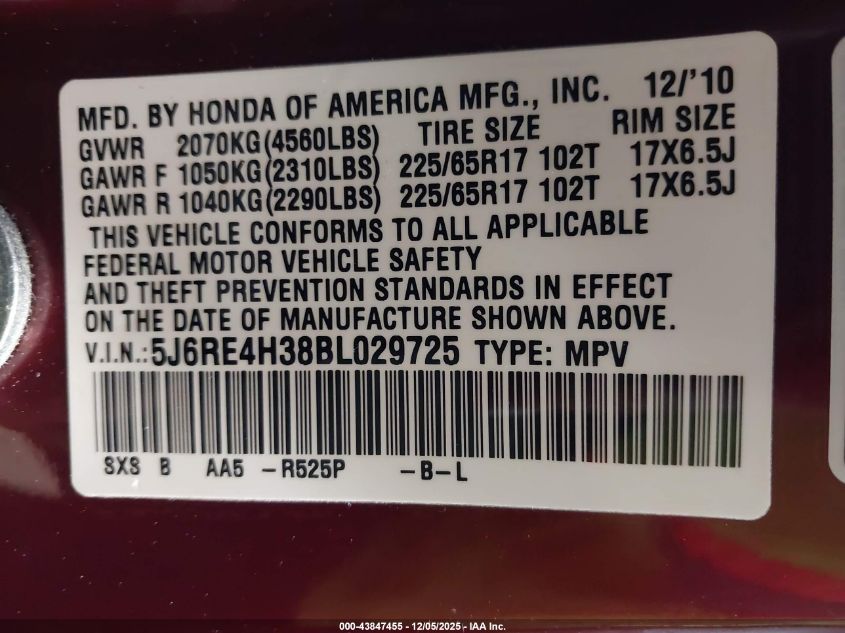 MFD. BY HONDA OF AMERICA MFG., INC. 12/'10
GVWR 2070KG(4560LBS) TIRE SIZE RIM SIZE
GAWR F 1050KG(2310LBS) 225/65R17 102T 17X6.5J
GAWR R 1040KG(2290LBS) 225/65R17 102T 17X6.5J
THIS VEHICLE CONFORMS TO ALL APPLICABLE
FEDERAL MOTOR VEHICLE SAFETY
AND THEFT PREVENTION STANDARDS IN EFFECT
ON THE DATE OF MANUFACTURE SHOWN ABOVE.
V.I.N.:5J6RE4H38BL029725 TYPE: MPV
SXS B AA5 -R525P -B-L
000-43847455 - 12/05/2025 - IAA Inc.